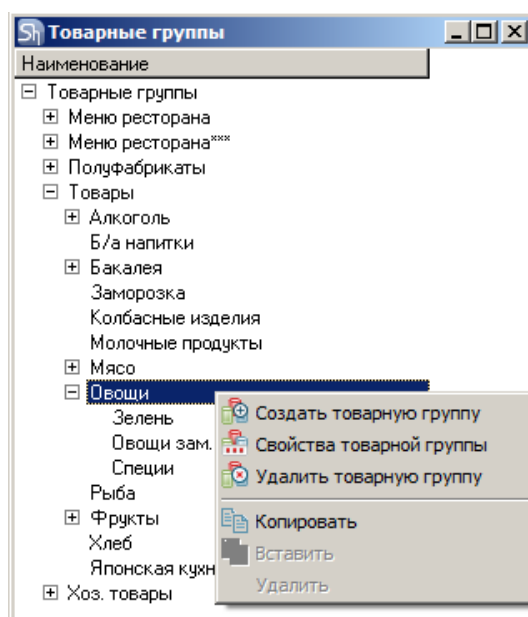 Sh Товарные группы
Наименование
Товарные группы
Меню ресторана
Меню ресторана***
Полуфабрикаты
Товары
Алкоголь
Б/а напитки
Бакалея
Заморозка
Колбасные изделия
Молочные продукты
Мясо
Овощи
Зелень
Овощи зам.
Специи
Рыба
Фрукты
Хлеб
Японская кухн
Хоз. товары
Создать товарную группу
Свойства товарной группы
Удалить товарную группу
Копировать
Вставить
Удалить